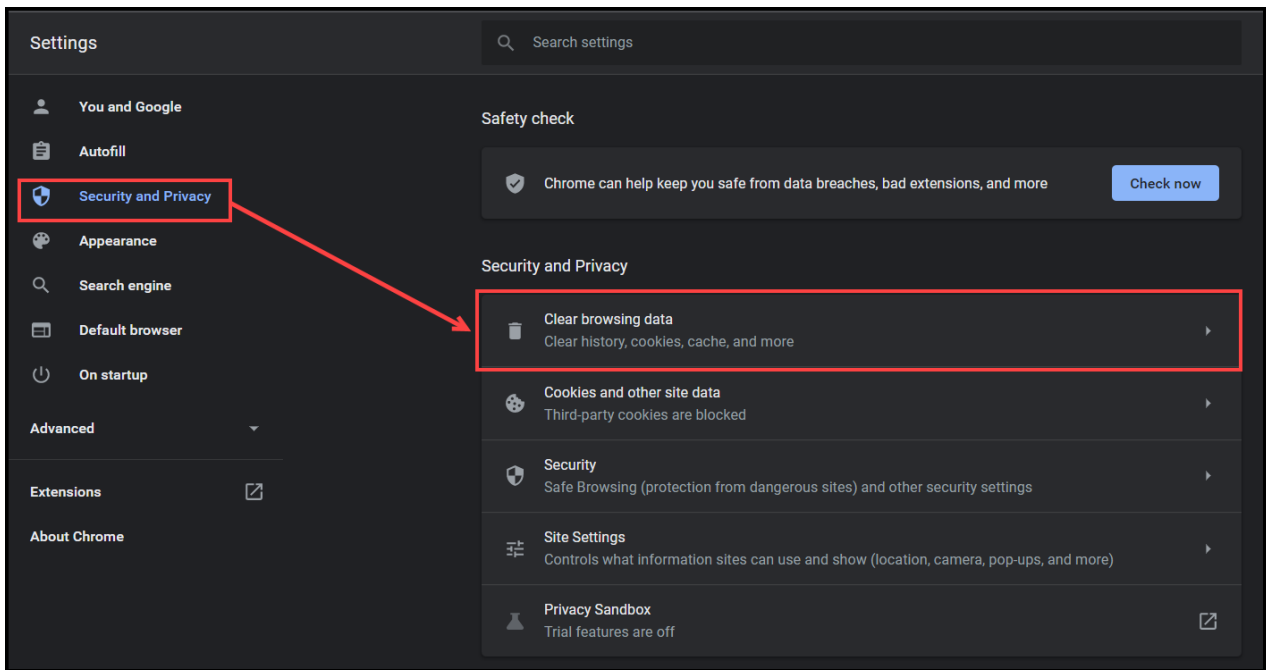 Settings
Search settings
You and Google
Autofill
Security and Privacy
Appearance
Search engine
Default browser
On startup
Advanced
Extensions
About Chrome
Safety check
Chrome can help keep you safe from data breaches, bad extensions, and more
Check now
Security and Privacy
Clear browsing data
Clear history, cookies, cache, and more
Cookies and other site data
Third-party cookies are blocked
Security
Safe Browsing (protection from dangerous sites) and other security settings
Site Settings
Controls what information sites can use and show (location, camera, pop-ups, and more)
Privacy Sandbox
Trial features are off